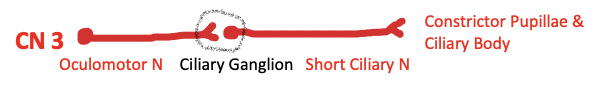 Constrictor Pupillae &
CN 3
Ciliary Body
Oculomotor N Ciliary Ganglion Short Ciliary N